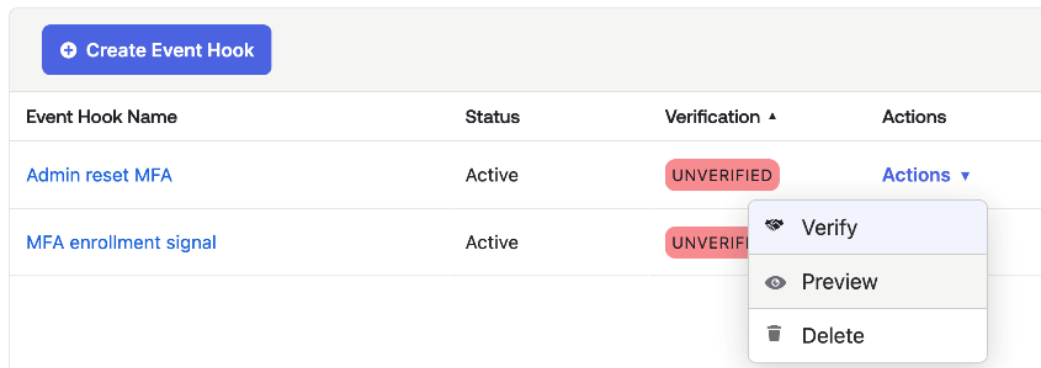 Create Event Hook
Event Hook Name Status Verification ▲ Actions
Admin reset MFA Active UNVERIFIED Actions ▼
MFA enrollment signal Active
Verify
Preview
Delete